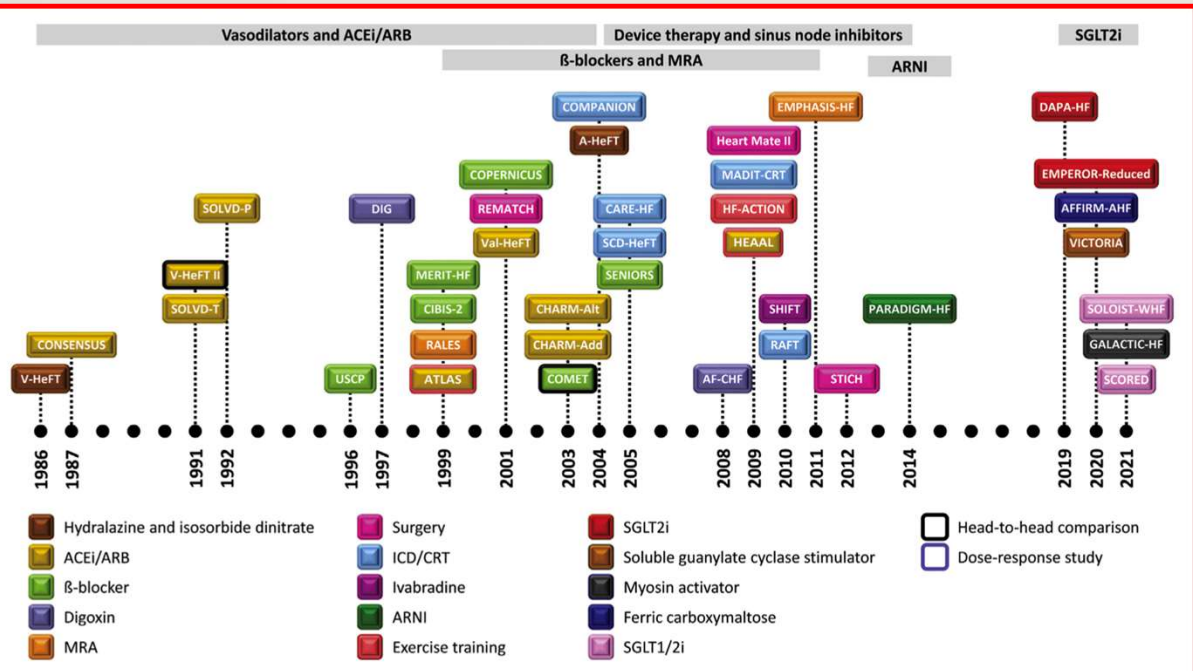 Vasodilators and ACEi/ARB
Device therapy and sinus node inhibitors
SGLT2i
ß-blockers and MRA
ARNI
COMPANION
EMPHASIS-HF
DAPA-HF
A-HeFT
Heart Mate II
COPERNICUS
MADIT-CRT
EMPEROR-Reduced
SOLVD-P
DIG
REMATCH
CARE-HF
HF-ACTION
AFFIRM-AHF
Val-HeFT
SCD-HeFT
HEAAL
VICTORIA
V-HeFT II
MERIT-HF
SENIORS
SOLVD-T
CIBIS-2
CHARM-Alt
SHIFT
PARADIGM-HF
SOLOIST-WHF
CONSENSUS
RALES
CHARM-Add
RAFT
GALACTIC-HF
V-HeFT
USCP
ATLAS
COMET
AF-CHF
STICH
SCORED
1986
1987
1991
1992
1996
1997
1999
2001
2003
2004
2005
2008
2009
2010
2011
2012
2014
2019
2020
2021
Hydralazine and isosorbide dinitrate
ACEi/ARB
ß-blocker
Digoxin
MRA
Surgery
ICD/CRT
Ivabradine
ARNI
Exercise training
SGLT2i
Soluble guanylate cyclase stimulator
Myosin activator
Ferric carboxymaltose
SGLT1/2i
Head-to-head comparison
Dose-response study